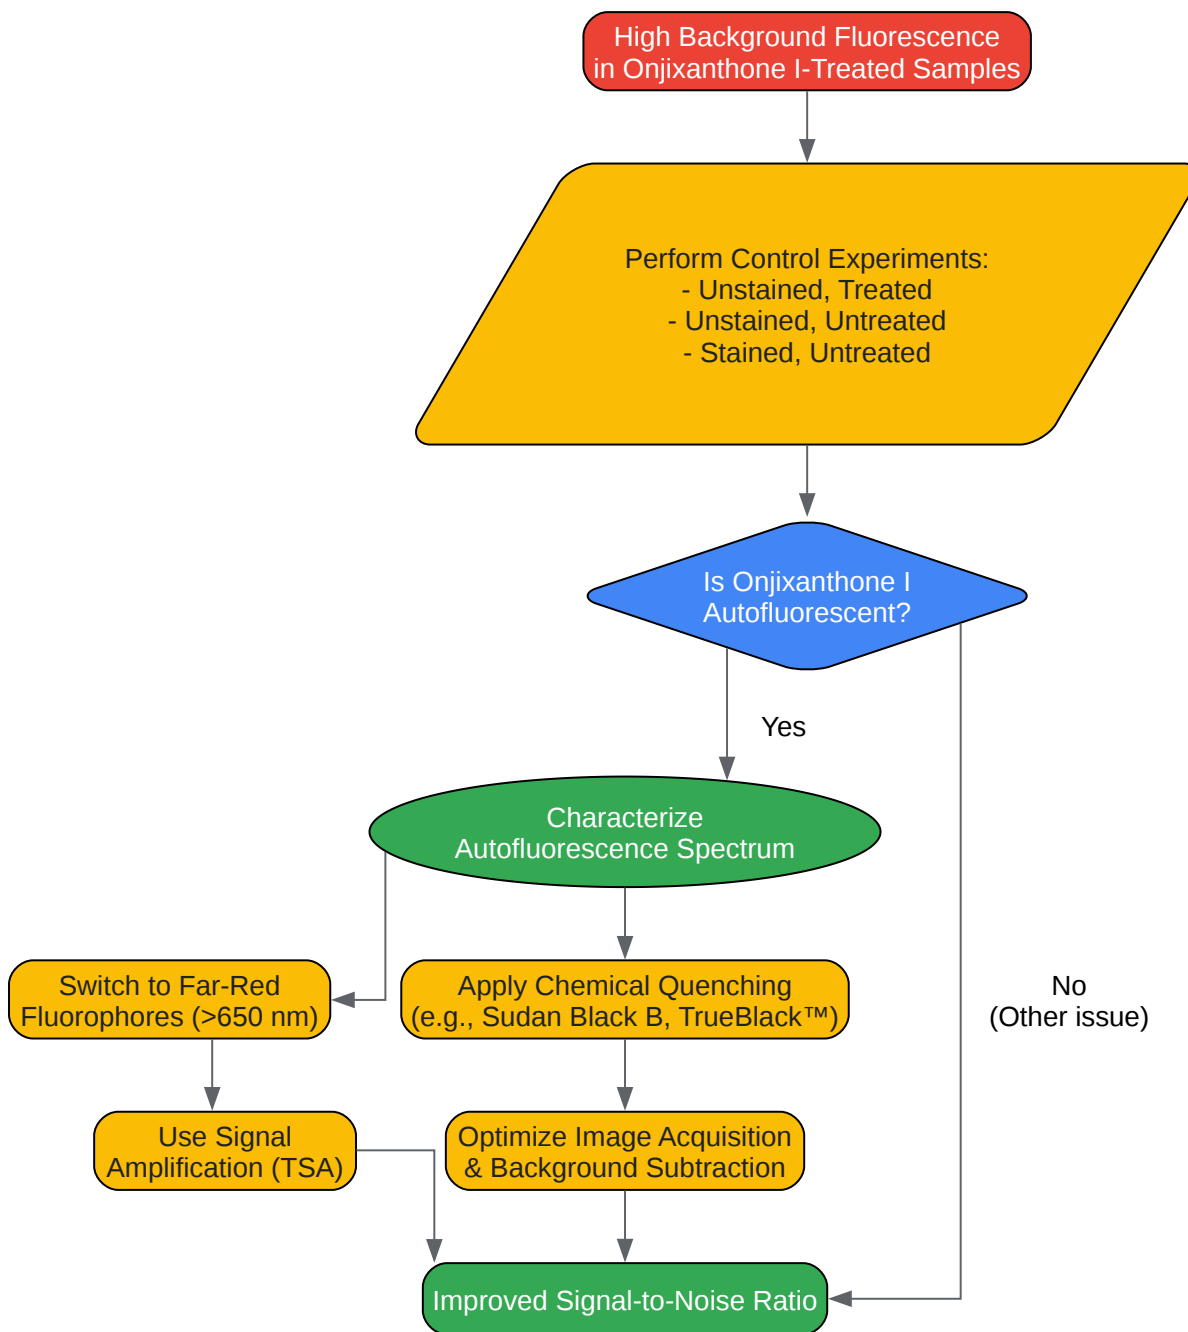 High Background Fluorescence
in Onjixanthone I-Treated Samples
Perform Control Experiments:
- Unstained, Treated
- Unstained, Untreated
- Stained, Untreated
Is Onjixanthone I
Autofluorescent?
Yes
Characterize
Autofluorescence Spectrum
Switch to Far-Red
Fluorophores (>650 nm)
Apply Chemical Quenching
(e.g., Sudan Black B, TrueBlack™)
No
(Other issue)
Use Signal
Amplification (TSA)
Optimize Image Acquisition
& Background Subtraction
Improved Signal-to-Noise Ratio